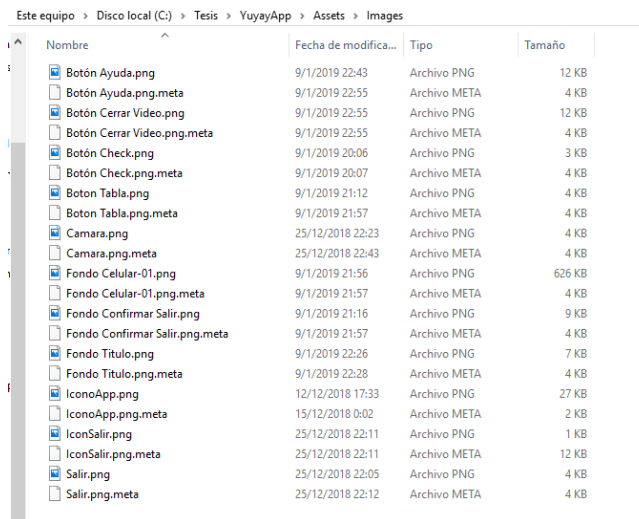 Este equipo > Disco local (C:) > Tesis > YuyayApp > Assets > Images
Nombre Fecha de modifica... Tipo Tamaño
Botón Ayuda.png 9/1/2019 22:43 Archivo PNG 12 KB
Botón Ayuda.png.meta 9/1/2019 22:55 Archivo META 4 KB
Botón Cerrar Video.png 9/1/2019 22:55 Archivo PNG 12 KB
Botón Cerrar Video.png.meta 9/1/2019 22:55 Archivo META 4 KB
Botón Check.png 9/1/2019 20:06 Archivo PNG 3 KB
Botón Check.png.meta 9/1/2019 20:07 Archivo META 4 KB
Boton Tabla.png 9/1/2019 21:12 Archivo PNG 4 KB
Boton Tabla.png.meta 9/1/2019 21:57 Archivo META 4 KB
Camara.png 25/12/2018 22:23 Archivo PNG 4 KB
Camara.png.meta 25/12/2018 22:43 Archivo META 4 KB
Fondo Celular-01.png 9/1/2019 21:56 Archivo PNG 626 KB
Fondo Celular-01.png.meta 9/1/2019 21:57 Archivo META 4 KB
Fondo Confirmar Salir.png 9/1/2019 21:16 Archivo PNG 9 KB
Fondo Confirmar Salir.png.meta 9/1/2019 21:57 Archivo META 4 KB
Fondo Titulo.png 9/1/2019 22:26 Archivo PNG 7 KB
Fondo Titulo.png.meta 9/1/2019 22:28 Archivo META 4 KB
IconoApp.png 12/12/2018 17:33 Archivo PNG 27 KB
IconoApp.png.meta 15/12/2018 0:02 Archivo META 2 KB
IconSalir.png 25/12/2018 22:11 Archivo PNG 1 KB
IconSalir.png.meta 25/12/2018 22:11 Archivo META 12 KB
Salir.png 25/12/2018 22:05 Archivo PNG 4 KB
Salir.png.meta 25/12/2018 22:12 Archivo META 4 KB